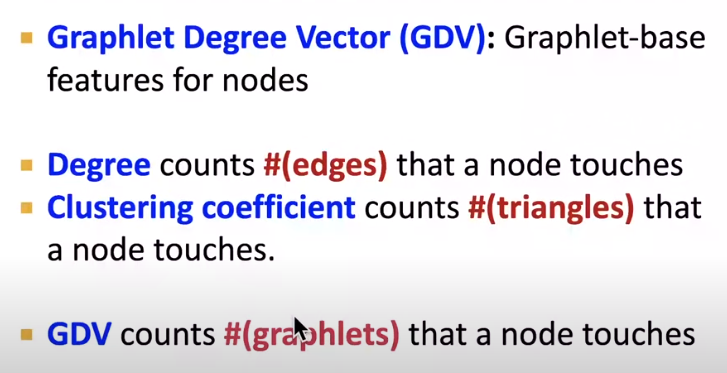 ▪ Graphlet Degree Vector (GDV): Graphlet-base
features for nodes
▪ Degree counts #(edges) that a node touches
▪ Clustering coefficient counts #(triangles) that
a node touches.
▪ GDV counts #(graphlets) that a node touches